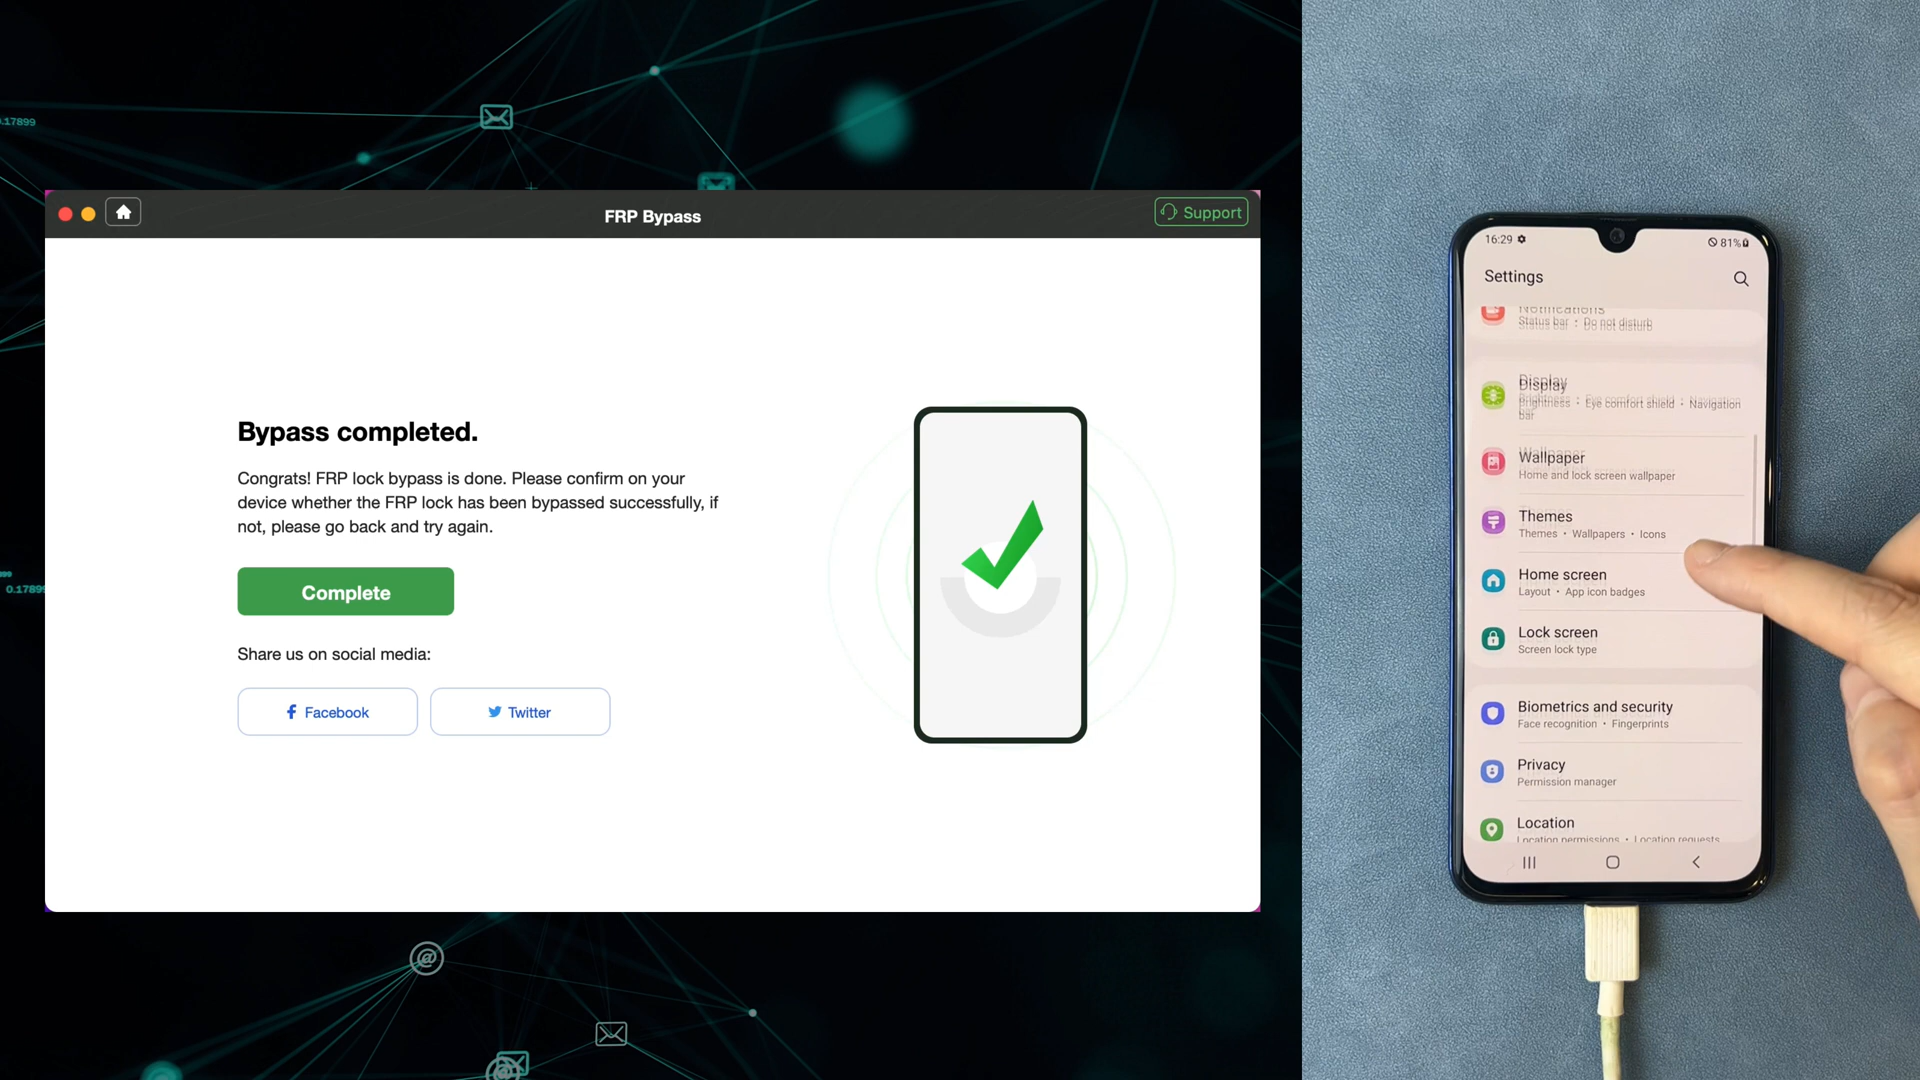 .17899
FRP Bypass
Support
Bypass completed.
Congrats! FRP lock bypass is done. Please confirm on your
device whether the FRP lock has been bypassed successfully, if
not, please go back and try again.
Complete
Share us on social media:
Facebook
Twitter
0.17899
16:29
81%
Settings
Notifications
Status bar • Do not disturb
Display
Brightness • Eye comfort shield • Navigation
bar
Wallpaper
Home and lock screen wallpaper
Themes
Themes • Wallpapers • Icons
Home screen
Layout • App icon badges
Lock screen
Screen lock type
Biometrics and security
Face recognition • Fingerprints
Privacy
Permission manager
Location
Location permissions • Location requests